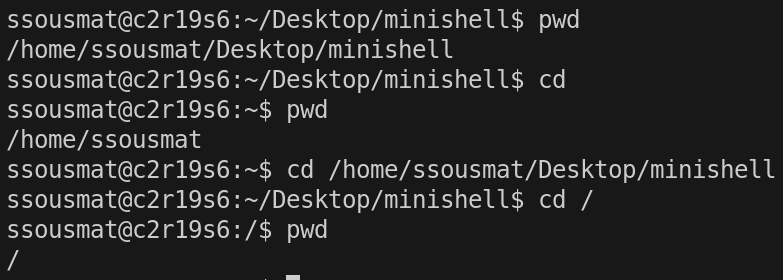 ssousmat@c2r19s6:~/Desktop/minishell$ pwd
/home/ssousmat/Desktop/minishell
ssousmat@c2r19s6:~/Desktop/minishell$ cd
ssousmat@c2r19s6:~$ pwd
/home/ssousmat
ssousmat@c2r19s6:~$ cd /home/ssousmat/Desktop/minishell
ssousmat@c2r19s6:~/Desktop/minishell$ cd /
ssousmat@c2r19s6:/$ pwd
/